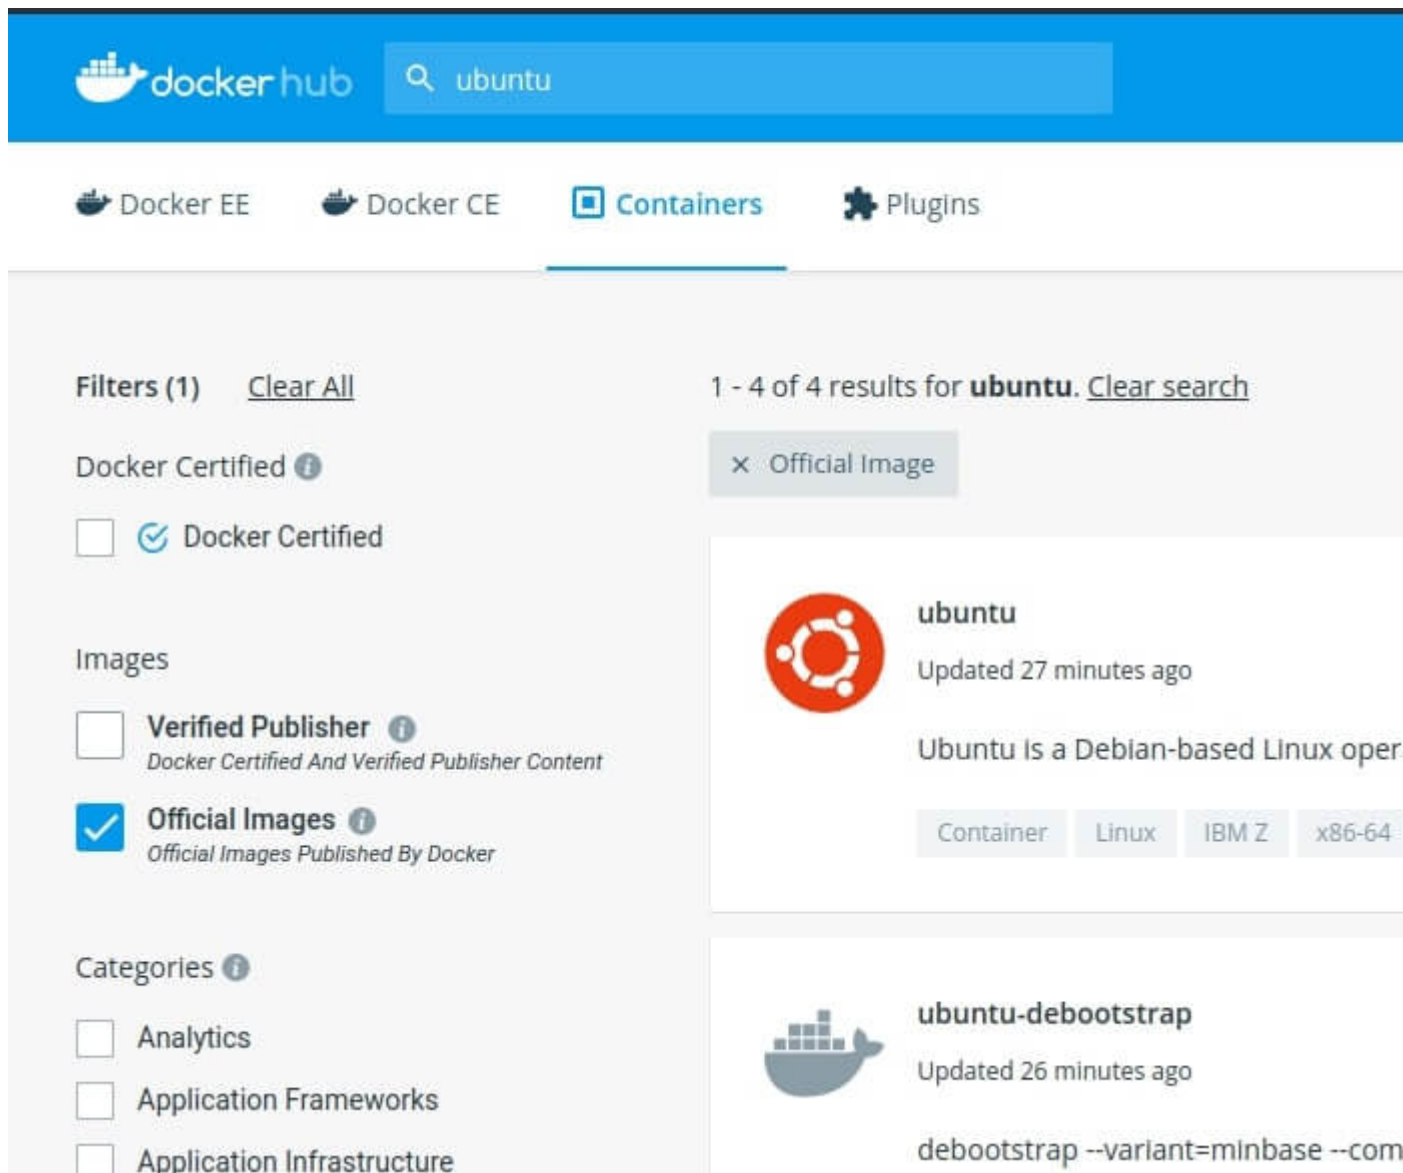 docker hub
ubuntu
Docker EE
Docker CE
Containers
Plugins
Filters (1) Clear All
Docker Certified
Docker Certified
Images
Verified Publisher
Docker Certified And Verified Publisher Content
Official Images
Official Images Published By Docker
Categories
Analytics
Application Frameworks
Application Infrastructure
1 - 4 of 4 results for ubuntu. Clear search
× Official Image
ubuntu
Updated 27 minutes ago
Ubuntu is a Debian-based Linux oper
Container Linux IBM Z x86-64
ubuntu-debootstrap
Updated 26 minutes ago
debootstrap --variant=minbase --com